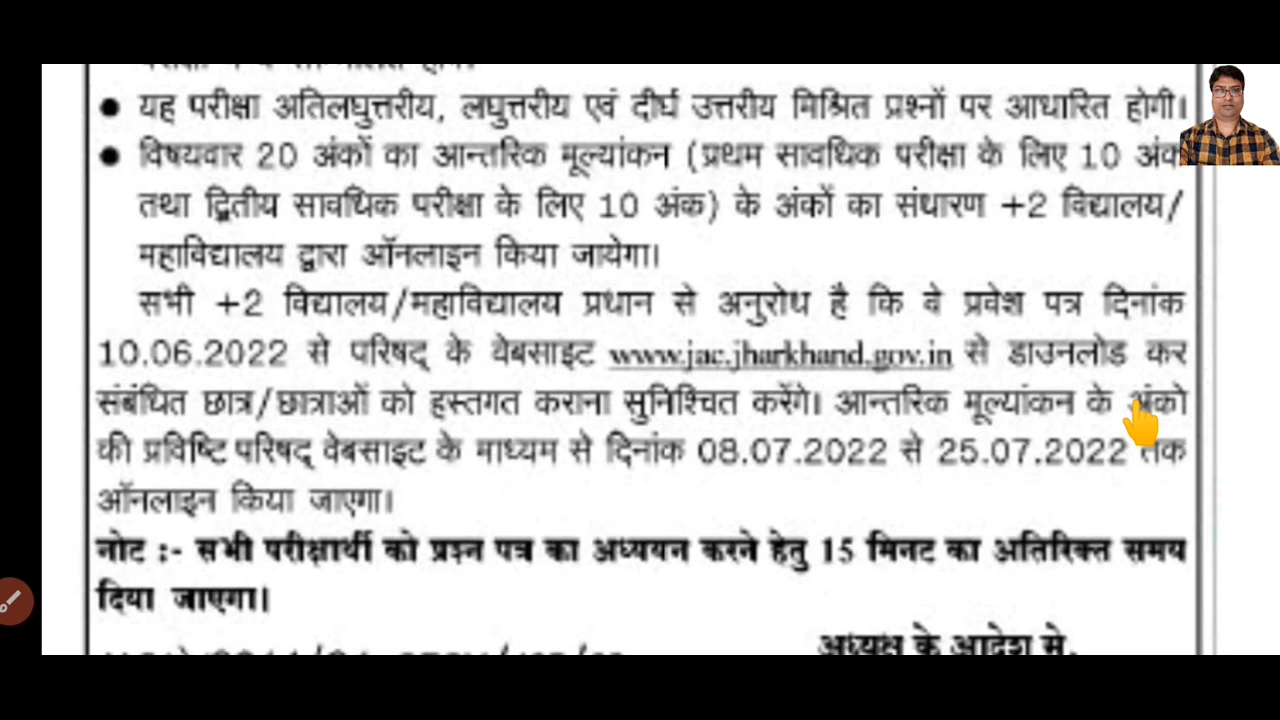 यह परीक्षा अतिलघुत्तरीय, लघुत्तरीय एवं दीर्घ उत्तरीय मिश्रित प्रश्नों पर आधारित होगी।
विषयवार 20 अंकों का आन्तरिक मूल्यांकन (प्रथम सावधिक परीक्षा के लिए 10 अंक
तथा द्वितीय सावधिक परीक्षा के लिए 10 अंक) के अंकों का संधारण +2 विद्यालय/
महाविद्यालय द्वारा ऑनलाइन किया जायेगा।
सभी +2 विद्यालय/महाविद्यालय प्रधान से अनुरोध है कि वे प्रवेश पत्र दिनांक
10.06.2022 से परिषद् के वेबसाइट www.jac.jharkhand.gov.in से डाउनलोड कर
संबंधित छात्र/छात्राओं को हस्तगत कराना सुनिश्चित करेंगे। आन्तरिक मूल्यांकन के अंको
की प्रविष्टि परिषद् वेबसाइट के माध्यम से दिनांक 08.07.2022 से 25.07.2022 तक
ऑनलाइन किया जाएगा।
नोट :- सभी परीक्षार्थी को प्रश्न पत्र का अध्ययन करने हेतु 15 मिनट का अतिरिक्त समय
दिया जाएगा।
अध्यक्ष के आदेश से,